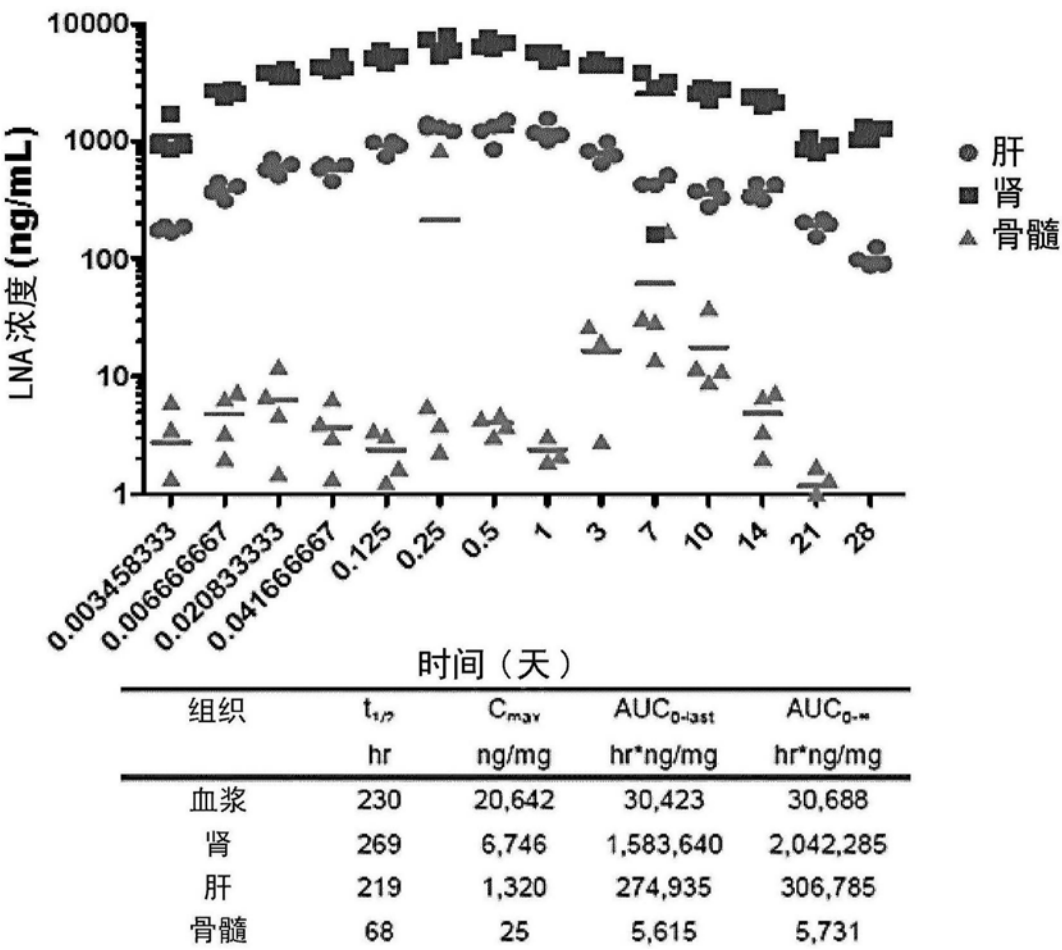 LNA 浓度 (ng/mL)
10000
1000
100
10
1
肝
肾
骨髓
0.003458333
0.006666667
0.020833333
0.041666667
0.125
0.25
0.5
1
3
7
10
14
21
28
时间（天）
组织 t1/2 Cmax AUC0-last AUC0-∞
hr ng/mg hr*ng/mg hr*ng/mg
血浆 230 20,642 30,423 30,688
肾 269 6,746 1,583,640 2,042,285
肝 219 1,320 274,935 306,785
骨髓 68 25 5,615 5,731